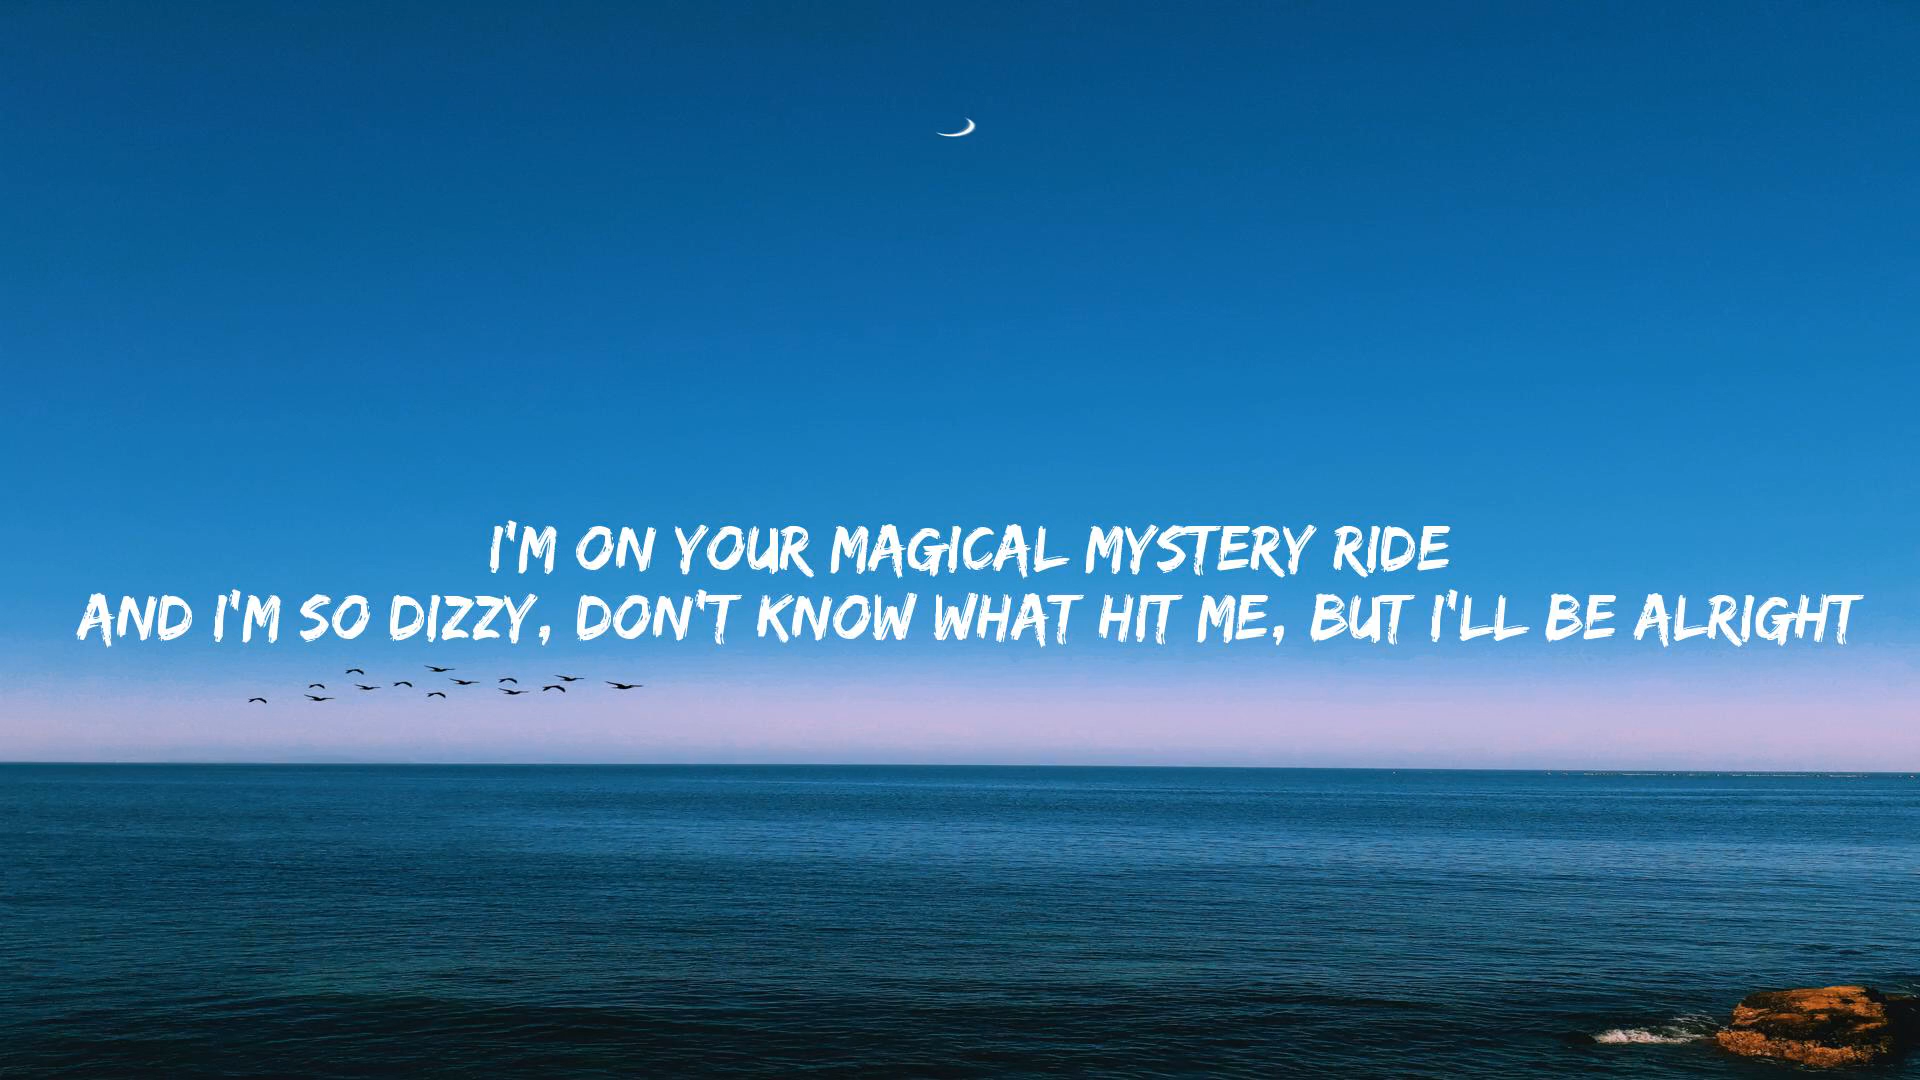 I'M ON YOUR MAGICAL MYSTERY RIDE
AND I'M SO DIZZY, DON'T KNOW WHAT HIT ME, BUT I'LL BE ALRIGHT